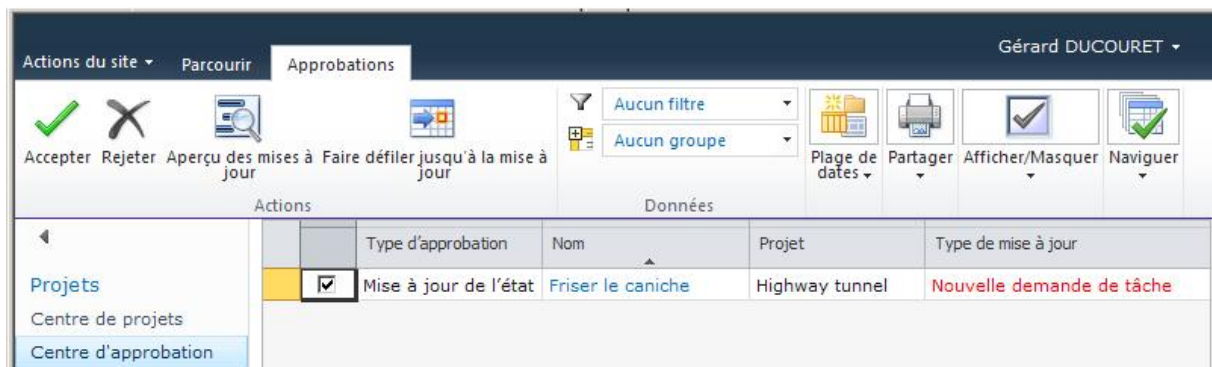 Gérard DUCOURET
Actions du site Parcourir Approbations
Aucun filtre
Aucun groupe
Accepter Rejeter Aperçu des mises à jour Faire défiler jusqu'à la mise à jour
Plage de dates Partager Afficher/Masquer Naviguer
Actions Données
Type d'approbation Nom Projet Type de mise à jour
Projets
Mise à jour de l'état Friser le caniche Highway tunnel Nouvelle demande de tâche
Centre de projets
Centre d'approbation